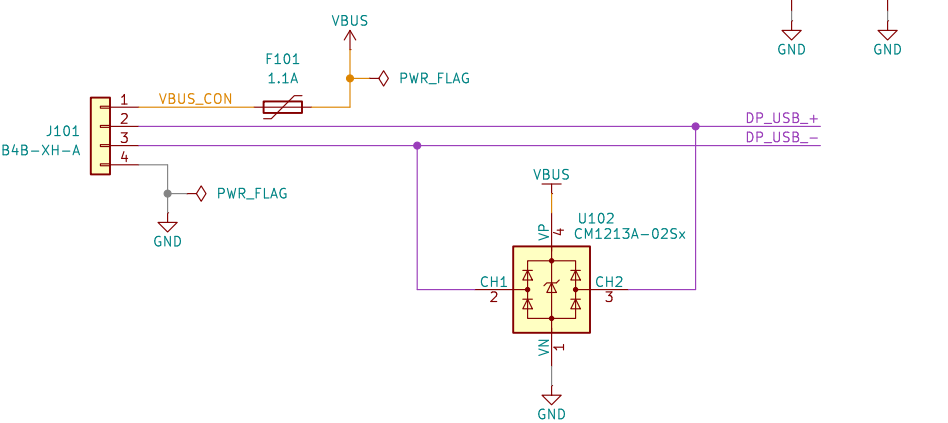 VBUS
GND
GND
F101
1.1A
PWR_FLAG
1
VBUS_CON
2
DP_USB_+
J101
3
DP_USB_-
B4B-XH-A
4
VBUS
PWR_FLAG
U102
GND
CM1213A-02Sx
VP
4
CH1
CH2
2
3
VN
1
GND